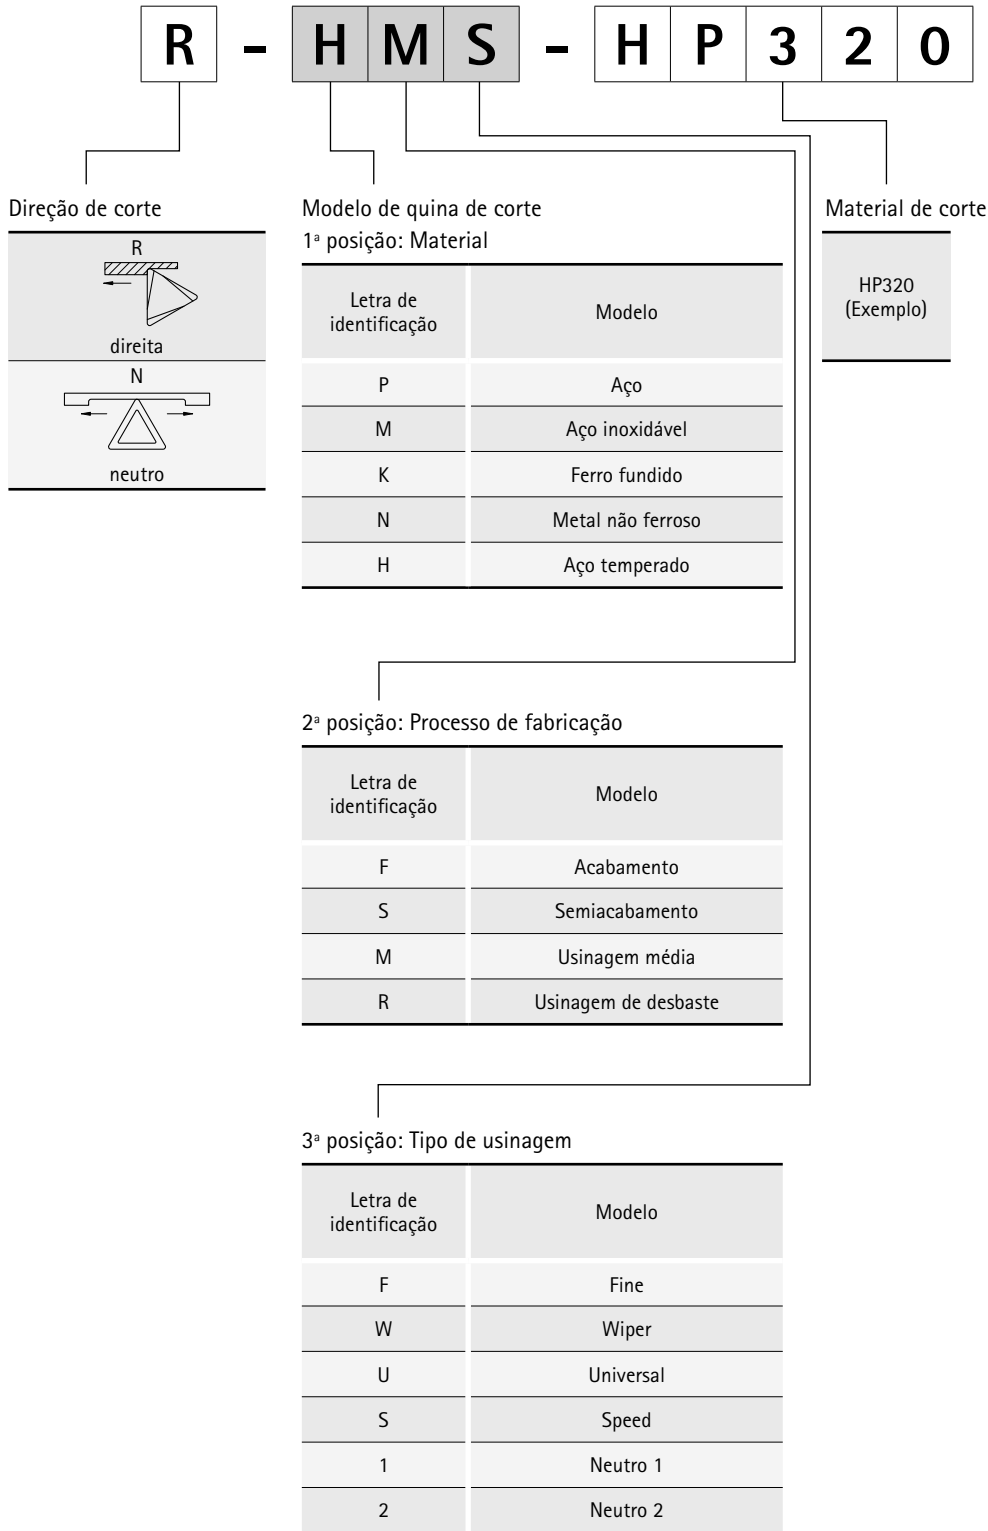 R - HMS - HP320
Direção de corte
R
direita
N
neutro
Modelo de quina de corte
1ª posição: Material
Letra de identificação Modelo
P Aço
M Aço inoxidável
K Ferro fundido
N Metal não ferroso
H Aço temperado
Material de corte
HP320
(Exemplo)
2ª posição: Processo de fabricação
Letra de identificação Modelo
F Acabamento
S Semiacabamento
M Usinagem média
R Usinagem de desbaste
3ª posição: Tipo de usinagem
Letra de identificação Modelo
F Fine
W Wiper
U Universal
S Speed
1 Neutro 1
2 Neutro 2